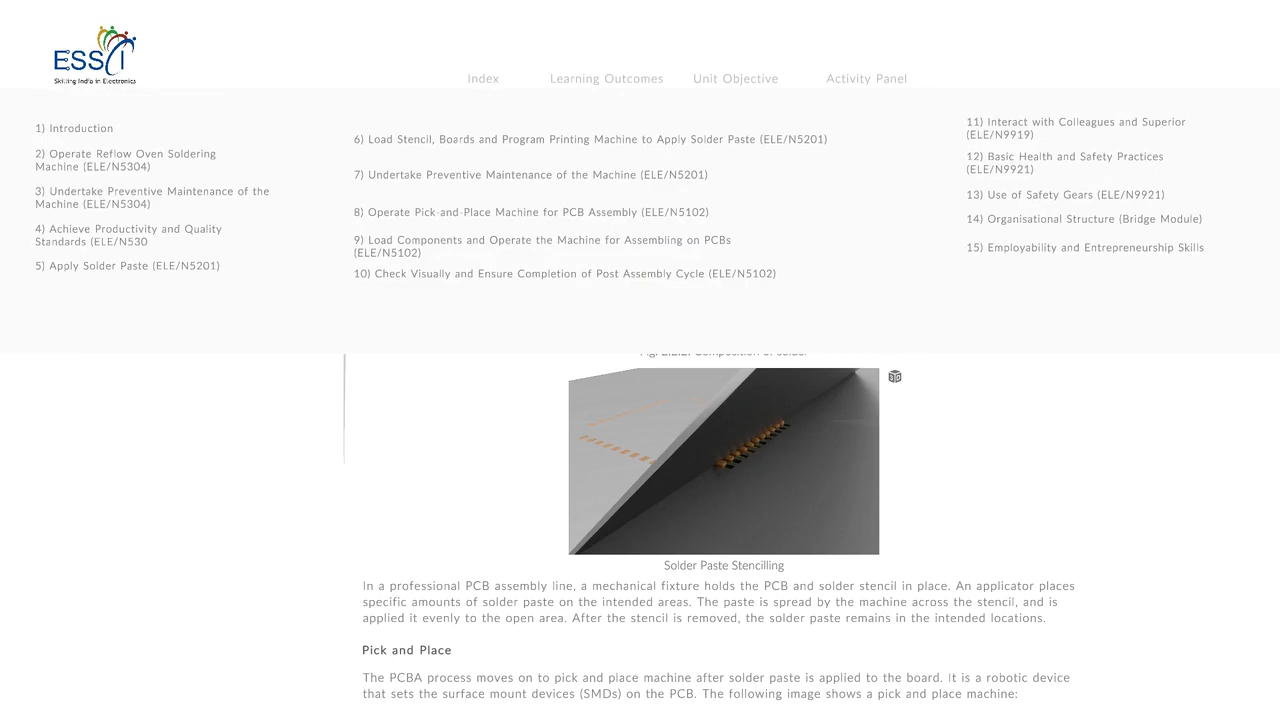 ESSCI
Skilling India in Electronics
Index
Learning Outcomes
Unit Objective
Activity Panel
1) Introduction
2) Operate Reflow Oven Soldering
Machine (ELE/N5304)
3) Undertake Preventive Maintenance of the
Machine (ELE/N5304)
4) Achieve Productivity and Quality
Standards (ELE/N530
5) Apply Solder Paste (ELE/N5201)
6) Load Stencil, Boards and Program Printing Machine to Apply Solder Paste (ELE/N5201)
7) Undertake Preventive Maintenance of the Machine (ELE/N5201)
8) Operate Pick-and-Place Machine for PCB Assembly (ELE/N5102)
9) Load Components and Operate the Machine for Assembling on PCBs
(ELE/N5102)
10) Check Visually and Ensure Completion of Post Assembly Cycle (ELE/N5102)
11) Interact with Colleagues and Superior
(ELE/N9919)
12) Basic Health and Safety Practices
(ELE/N9921)
13) Use of Safety Gears (ELE/N9921)
14) Organisational Structure (Bridge Module)
15) Employability and Entrepreneurship Skills
3D
Solder Paste Stencilling
In a professional PCB assembly line, a mechanical fixture holds the PCB and solder stencil in place. An applicator places
specific amounts of solder paste on the intended areas. The paste is spread by the machine across the stencil, and is
applied it evenly to the open area. After the stencil is removed, the solder paste remains in the intended locations.
Pick and Place
The PCBA process moves on to pick and place machine after solder paste is applied to the board. It is a robotic device
that sets the surface mount devices (SMDs) on the PCB. The following image shows a pick and place machine: